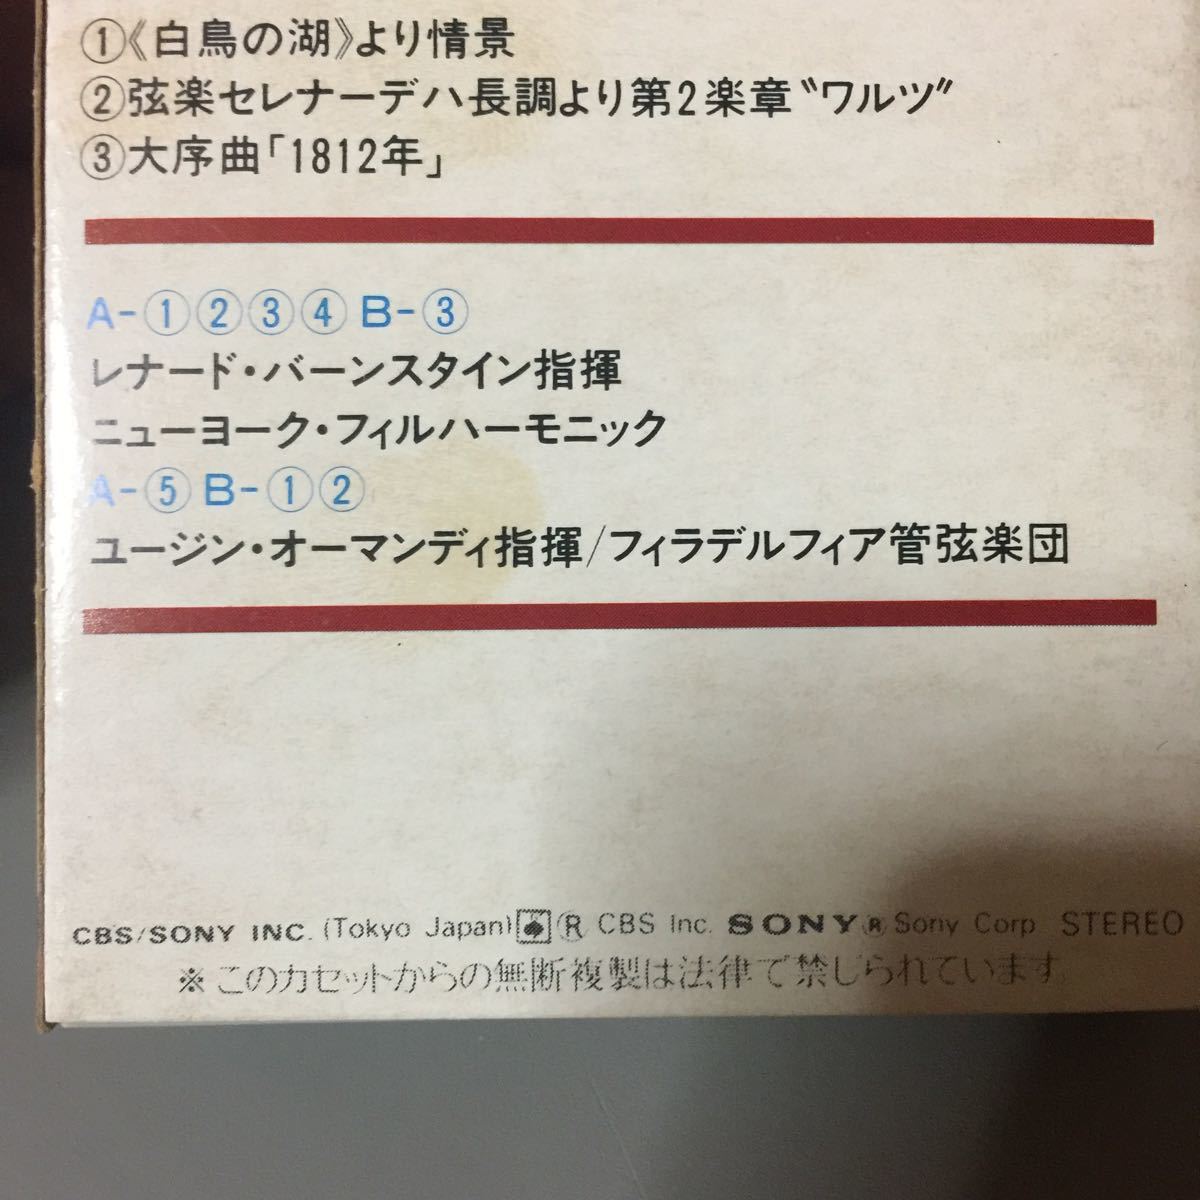 ①《白鳥の湖》より情景
②弦楽セレナーデハ長調より第2楽章〝ワルツ〟
③大序曲「1812年」
A-①②③④ B-③
レナード・バーンスタイン指揮
ニューヨーク・フィルハーモニック
A-⑤ B-①②
ユージン・オーマンディ指揮/フィラデルフィア管弦楽団
CBS/SONY INC. (Tokyo Japan) Ⓡ CBS Inc. SONY® Sony Corp STEREO
※このカセットからの無断複製は法律で禁じられています